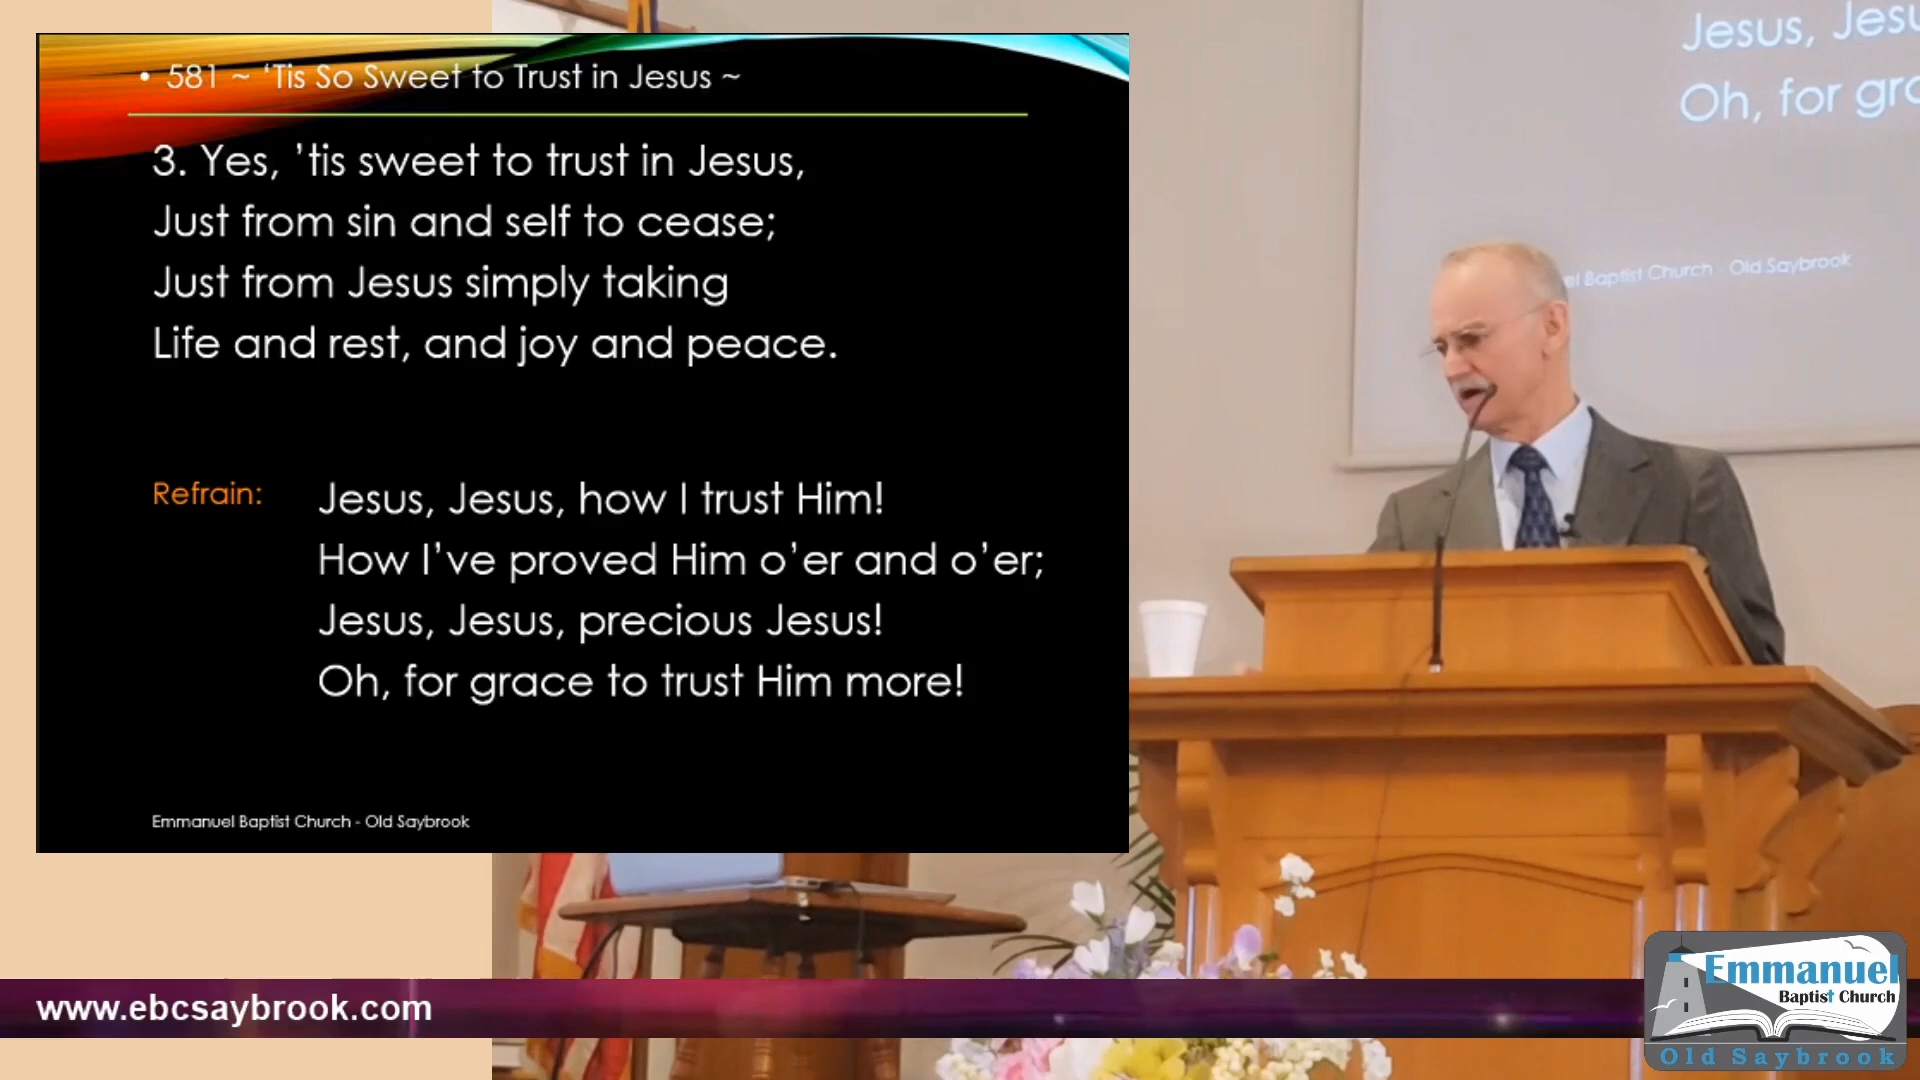 • 581 ~ ‘Tis So Sweet to Trust in Jesus ~
3. Yes, ’tis sweet to trust in Jesus,
Just from sin and self to cease;
Just from Jesus simply taking
Life and rest, and joy and peace.
Refrain:
Jesus, Jesus, how I trust Him!
How I’ve proved Him o’er and o’er;
Jesus, Jesus, precious Jesus!
Oh, for grace to trust Him more!
Emmanuel Baptist Church - Old Saybrook
Jesus, Jesu
Oh, for gra
el Baptist Church - Old Saybrook
www.ebcsaybrook.com
Emmanuel
Baptist Church
Old Saybrook